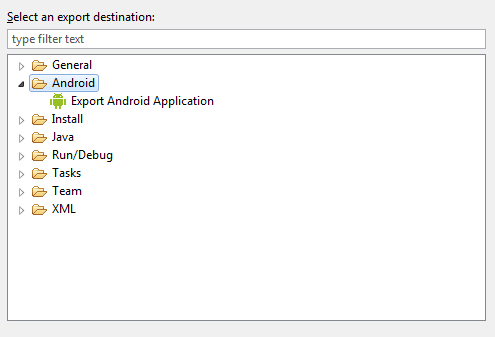 Select an export destination:
type filter text
General
Android
Export Android Application
Install
Java
Run/Debug
Tasks
Team
XML